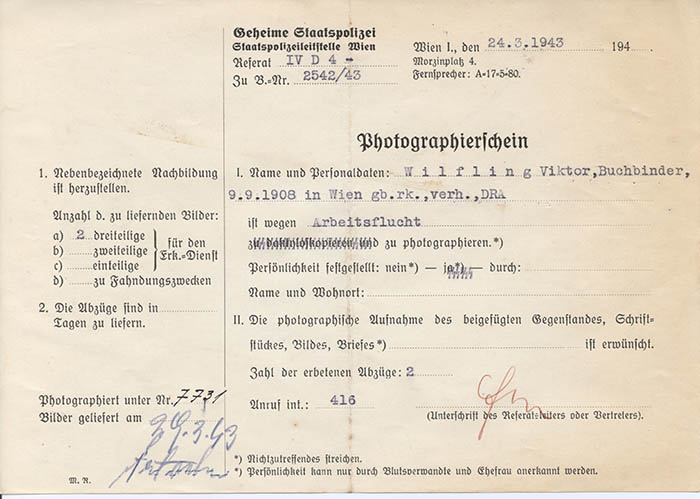 Geheime Staatspolizei
Staatspolizeileitstelle Wien
Referat IV D 4 -
Zu B.=Nr. 2542/43
Wien I., den 24.3.1943 194
Morzinplatz 4.
Fernsprecher: A=17=5=80.
Photographierschein
1. Nebenbezeichnete Nachbildung
ist herzustellen.
Anzahl d. zu liefernden Bilder:
a) 2 dreiteilige
b) zweiteilige
c) einteilige
für den
Erk.=Dienst
d) zu Fahndungszwecken
2. Die Abzüge sind in
Tagen zu liefern.
Photographiert unter Nr. 7731
Bilder geliefert am
29.3.43
M. R.
I. Name und Personaldaten: W i l f l i n g Viktor, Buchbinder,
9.9.1908 in Wien gb.rk.,verh.,DRA
ist wegen Arbeitsflucht
zu daktyloskopieren und zu photographieren.*)
Persönlichkeit festgestellt: nein*) — ja*) — durch:
Name und Wohnort:
II. Die photographische Aufnahme des beigefügten Gegenstandes, Schrift=
stückes, Bildes, Briefes*) ist erwünscht.
Zahl der erbetenen Abzüge: 2
Anruf int.: 416
(Unterschrift des Referatsleiters oder Vertreters).
*) Nichtzutreffendes streichen.
*) Persönlichkeit kann nur durch Blutsverwandte und Ehefrau anerkannt werden.